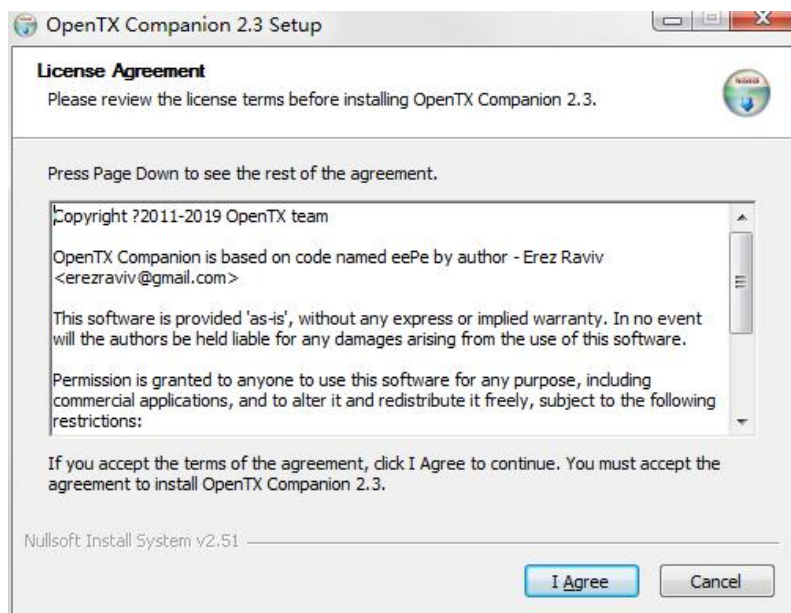 OpenTX Companion 2.3 Setup
License Agreement
Please review the license terms before installing OpenTX Companion 2.3.
Press Page Down to see the rest of the agreement.
Copyright ?2011-2019 OpenTX team
OpenTX Companion is based on code named eePe by author - Erez Raviv
<erezraviv@gmail.com>
This software is provided 'as-is', without any express or implied warranty. In no event
will the authors be held liable for any damages arising from the use of this software.
Permission is granted to anyone to use this software for any purpose, including
commercial applications, and to alter it and redistribute it freely, subject to the following
restrictions:
If you accept the terms of the agreement, click I Agree to continue. You must accept the
agreement to install OpenTX Companion 2.3.
Nullsoft Install System v2.51
I Agree
Cancel